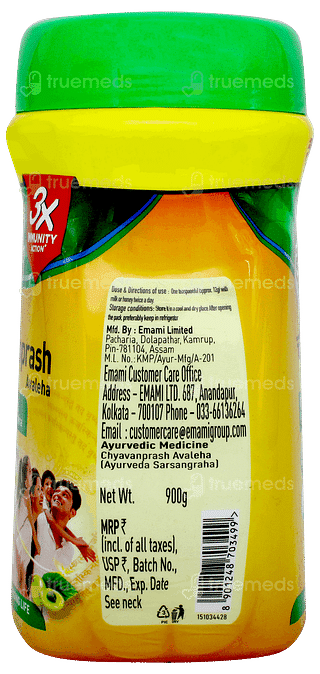 truemeds
3X
IMMUNITY
ACTION*
prash
Avaleha
LIFE
Dose & Directions of use : One teaspoonful (approx. 12g) with
milk or honey twice a day.
Storage conditions: Store it in a cool and dry place. After opening
the pack, preferably keep in refrigerator
Mfd. By : Emami Limited
Pacharia, Dolapathar, Kamrup,
Pin-781104, Assam
M.L. No.:KMP/Ayur-Mfg/A-201
Emami Customer Care Office
Address - EMAMI LTD. 687, Anandapur,
Kolkata - 700107 Phone - 033-66136264
Email : customercare@emamigroup.com
Ayurvedic Medicine
Chyavanprash Avaleha
(Ayurveda Sarsangraha)
Net Wt. 900g
MRP ₹
(incl. of all taxes),
USP ₹, Batch No.,
MFD., Exp. Date
See neck
8 901248 703499 >
151034428